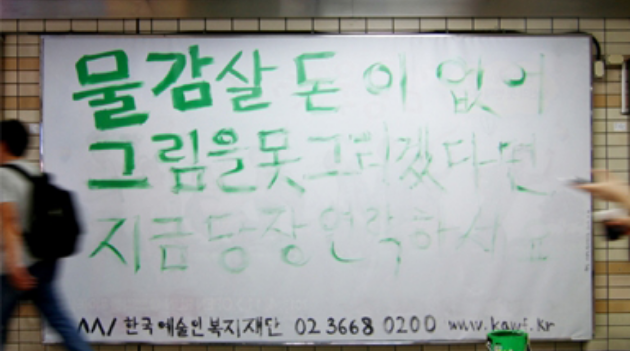 물감살 돈이 없어
그림을못그리겠다면
지금당장연락하세요
한국예술인복지재단 02 3668 0200 www.kawf.kr